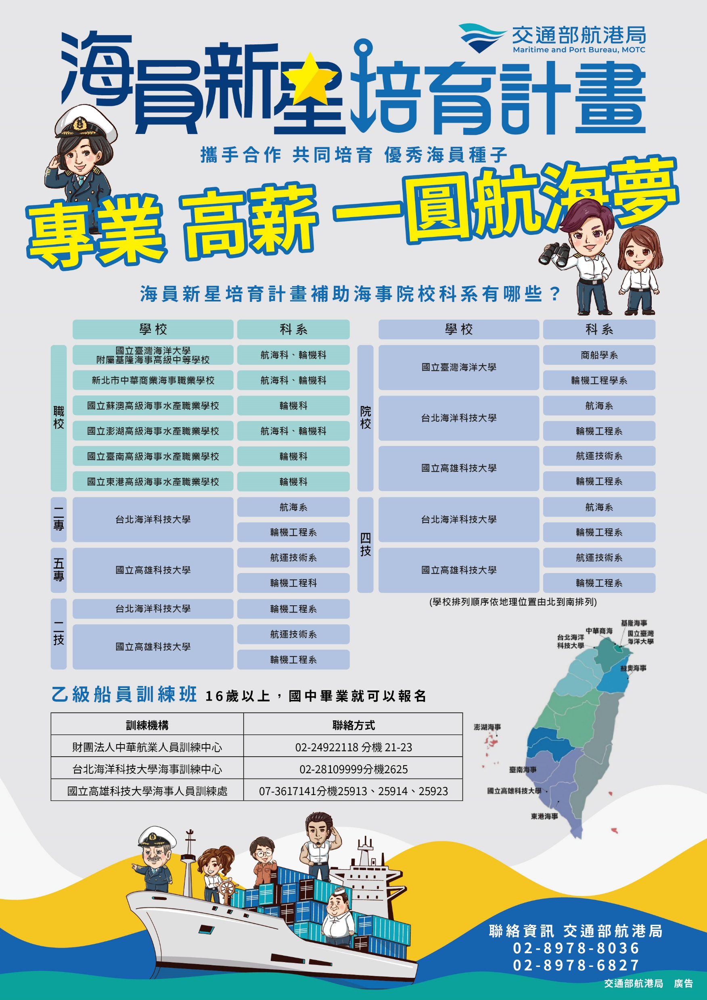 交通部航港局
Maritime and Port Bureau, MOTC
海員新星培育計畫
攜手合作 共同培育 優秀海員種子
專業 高薪 一圓航海夢
海員新星培育計畫補助海事院校科系有哪些？
學校 科系
職校
國立臺灣海洋大學
附屬基隆海事高級中等學校
航海科、輪機科
新北市中華商業海事職業學校 航海科、輪機科
國立蘇澳高級海事水產職業學校 輪機科
國立澎湖高級海事水產職業學校 航海科、輪機科
國立臺南高級海事水產職業學校 輪機科
國立東港高級海事水產職業學校 輪機科
二專
台北海洋科技大學
航海系
輪機工程系
五專
國立高雄科技大學
航運技術系
輪機工程科
二技
台北海洋科技大學 輪機工程系
國立高雄科技大學
航運技術系
輪機工程系
學校 科系
院校
國立臺灣海洋大學
商船學系
輪機工程學系
台北海洋科技大學
航海系
輪機工程系
國立高雄科技大學
航運技術系
輪機工程系
四技
台北海洋科技大學
航海系
輪機工程系
國立高雄科技大學
航運技術系
輪機工程系
(學校排列順序依地理位置由北到南排列)
基隆海事
中華商海
國立臺灣
海洋大學
台北海洋
科技大學
蘇奧海事
澎湖海事
臺南海事
國立高雄科技大學
東港海事
乙級船員訓練班 16歲以上，國中畢業就可以報名
訓練機構 聯絡方式
財團法人中華航業人員訓練中心 02-24922118 分機 21-23
台北海洋科技大學海事訓練中心 02-28109999分機2625
國立高雄科技大學海事人員訓練處 07-3617141分機25913、25914、25923
聯絡資訊 交通部航港局
02-8978-8036
02-8978-6827
交通部航港局 廣告